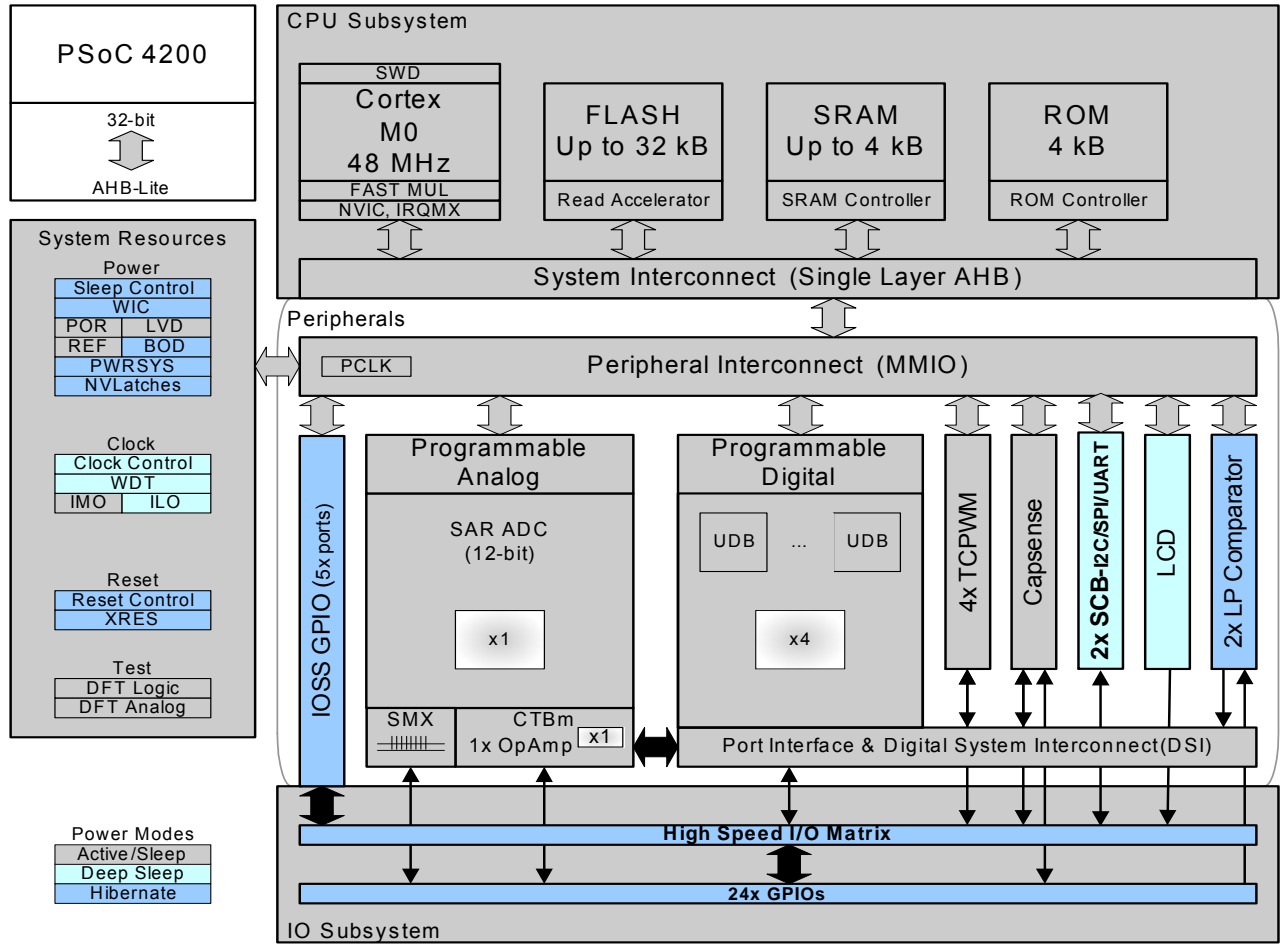 PSoC 4200
32-bit
AHB-Lite
CPU Subsystem
SWD
Cortex
M0
48 MHz
FAST MUL
NVIC, IRQMX
FLASH
Up to 32 kB
Read Accelerator
SRAM
Up to 4 kB
SRAM Controller
ROM
4 kB
ROM Controller
System Interconnect (Single Layer AHB)
System Resources
Power
Sleep Control
WIC
POR LVD
REF BOD
PWRSYS
NVLatches
Clock
Clock Control
WDT
IMO ILO
Reset
Reset Control
XRES
Test
DFT Logic
DFT Analog
Peripherals
PCLK
Peripheral Interconnect (MMIO)
IOSS GPIO (5x ports)
Programmable
Analog
SAR ADC
(12-bit)
x1
SMX
CTBm
1x OpAmp
x1
Programmable
Digital
UDB ... UDB
x4
4x TCPWM
Capsense
2x SCB-I2C/SPI/UART
LCD
2x LP Comparator
Port Interface & Digital System Interconnect(DSI)
High Speed I/O Matrix
24x GPIOs
IO Subsystem
Power Modes
Active/Sleep
Deep Sleep
Hibernate